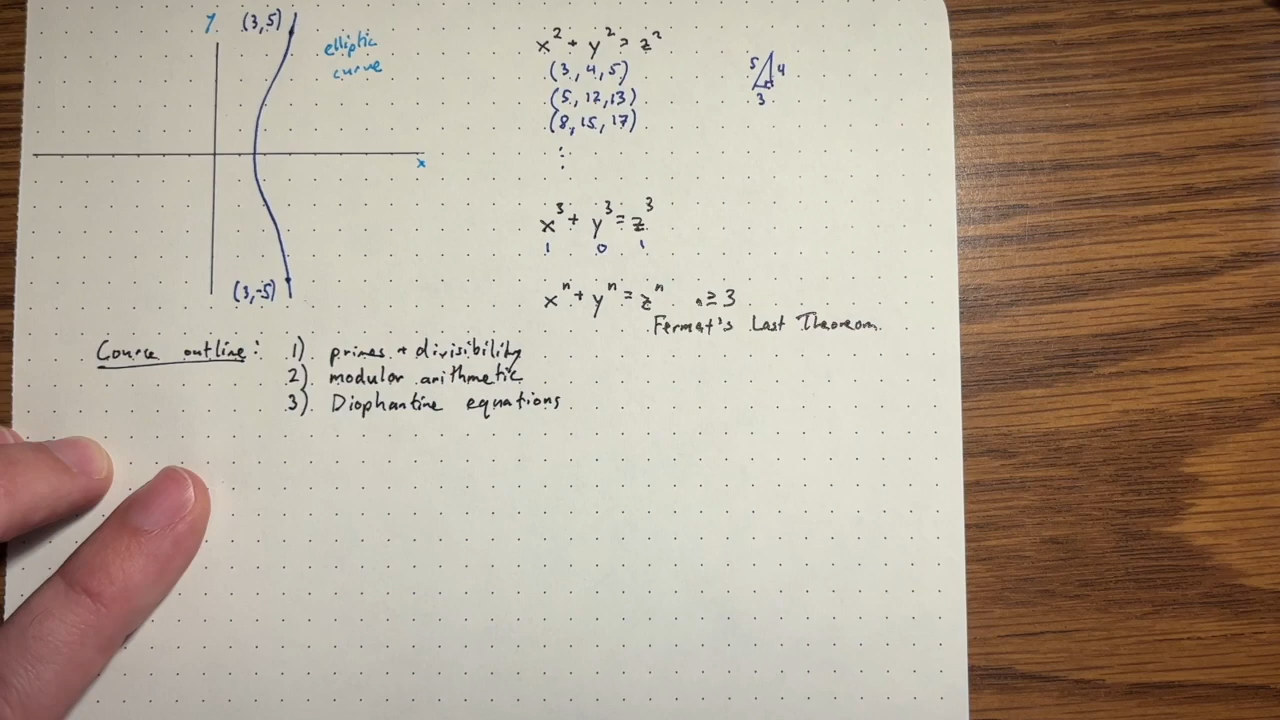 y
(3,5)
elliptic
curve
x
(3,-5)
x² + y² = z²
(3,4,5)
(5,12,13)
(8,15,17)
⋮
5
4
3
x³ + y³ = z³
1 0 1
xⁿ + yⁿ = zⁿ n ≥ 3
Fermat's Last Theorem.
Course outline: 1) primes + divisibility
2) modular arithmetic
3) Diophantine equations